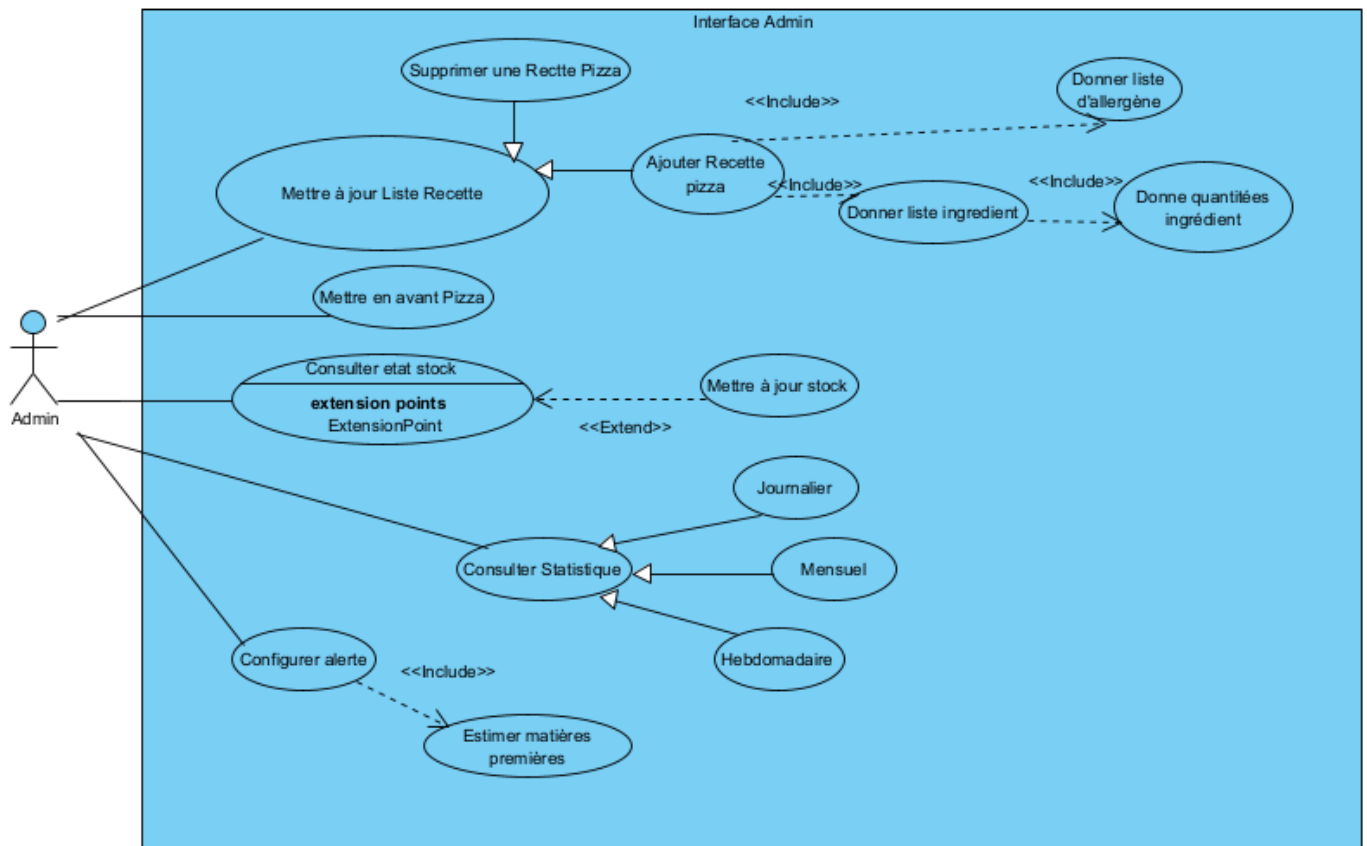 Interface Admin
Supprimer une Rectte Pizza
Donner liste
d'allergène
<<Include>>
Mettre à jour Liste Recette
Ajouter Recette
pizza
<<Include>>
Donner liste ingredient
<<Include>>
Donne quantitées
ingrédient
Mettre en avant Pizza
Admin
Consulter etat stock
extension points
ExtensionPoint
Mettre à jour stock
<<Extend>>
Journalier
Consulter Statistique
Mensuel
Hebdomadaire
Configurer alerte
<<Include>>
Estimer matières
premières